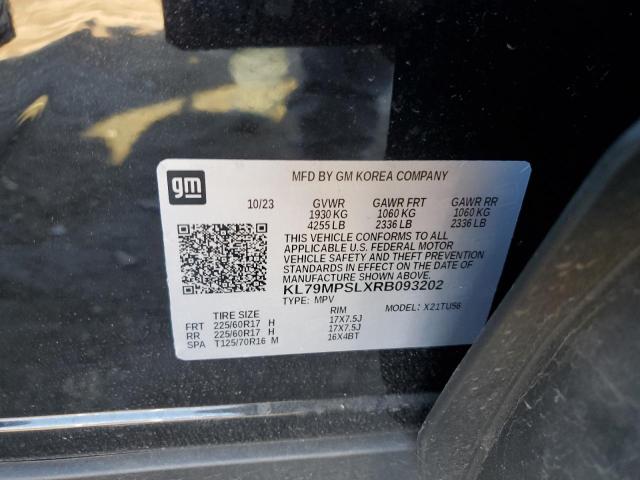 gm
MFD BY GM KOREA COMPANY
10/23 GVWR GAWR FRT GAWR RR
1930 KG 1060 KG 1060 KG
4255 LB 2336 LB 2336 LB
THIS VEHICLE CONFORMS TO ALL
APPLICABLE U.S. FEDERAL MOTOR
VEHICLE SAFETY AND THEFT PREVENTION
STANDARDS IN EFFECT ON THE DATE OF
MANUFACTURE SHOWN ABOVE.
KL79MPSLXRB093202
TYPE: MPV MODEL: X21TU56
TIRE SIZE RIM
FRT 225/60R17 H 17X7.5J
RR 225/60R17 H 17X7.5J
SPA T125/70R16 M 16X4BT